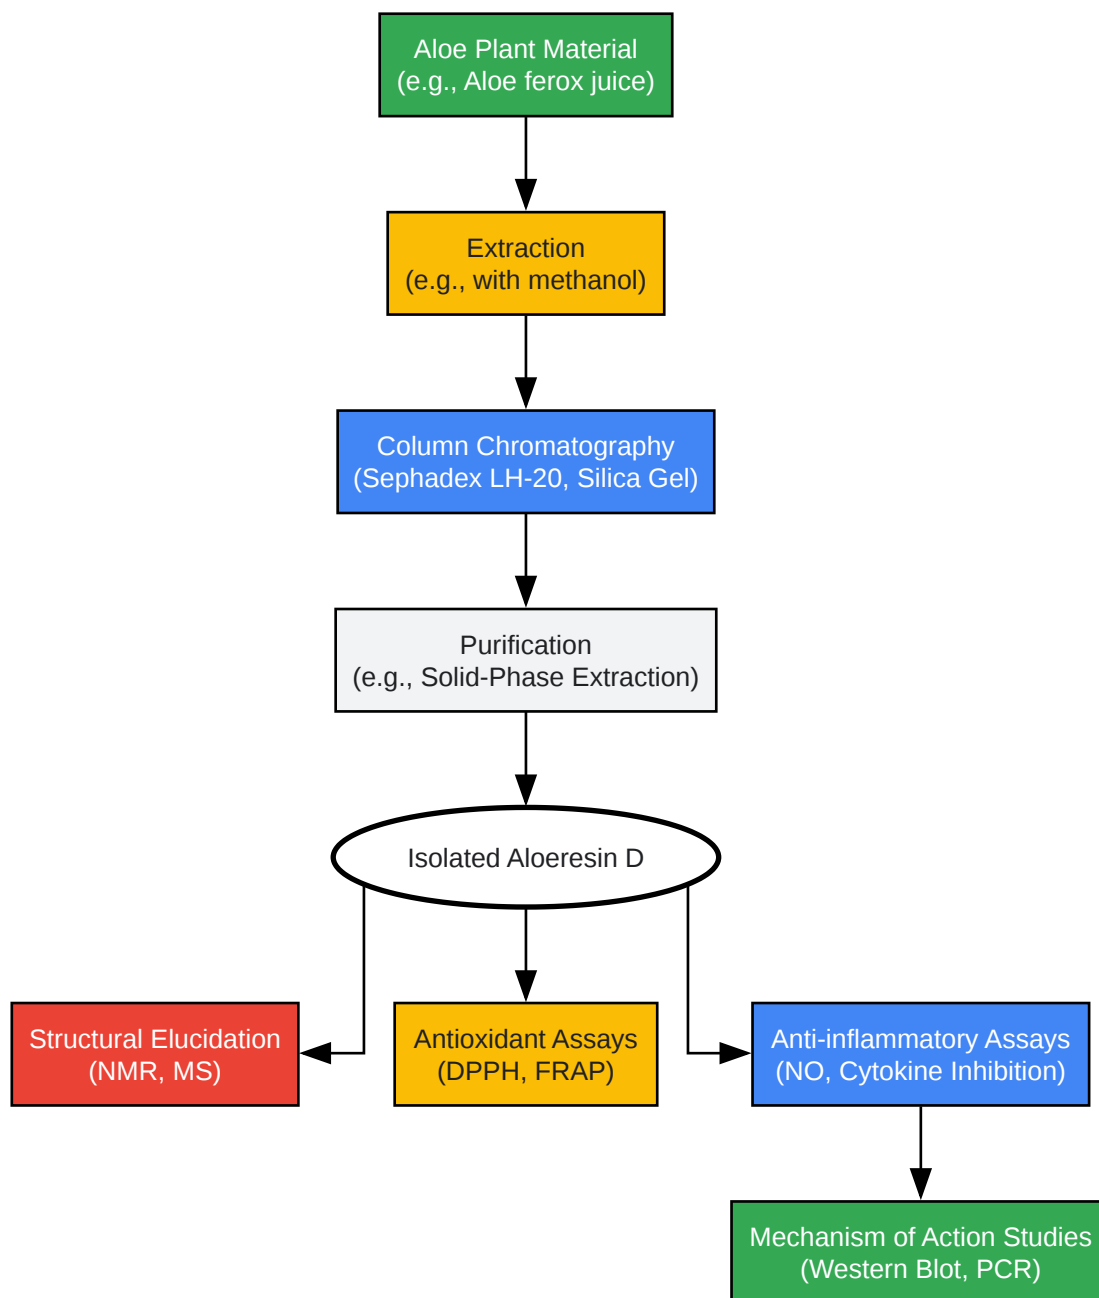 Aloe Plant Material
(e.g., Aloe ferox juice)
Extraction
(e.g., with methanol)
Column Chromatography
(Sephadex LH-20, Silica Gel)
Purification
(e.g., Solid-Phase Extraction)
Isolated Aloeresin D
Structural Elucidation
(NMR, MS)
Antioxidant Assays
(DPPH, FRAP)
Anti-inflammatory Assays
(NO, Cytokine Inhibition)
Mechanism of Action Studies
(Western Blot, PCR)